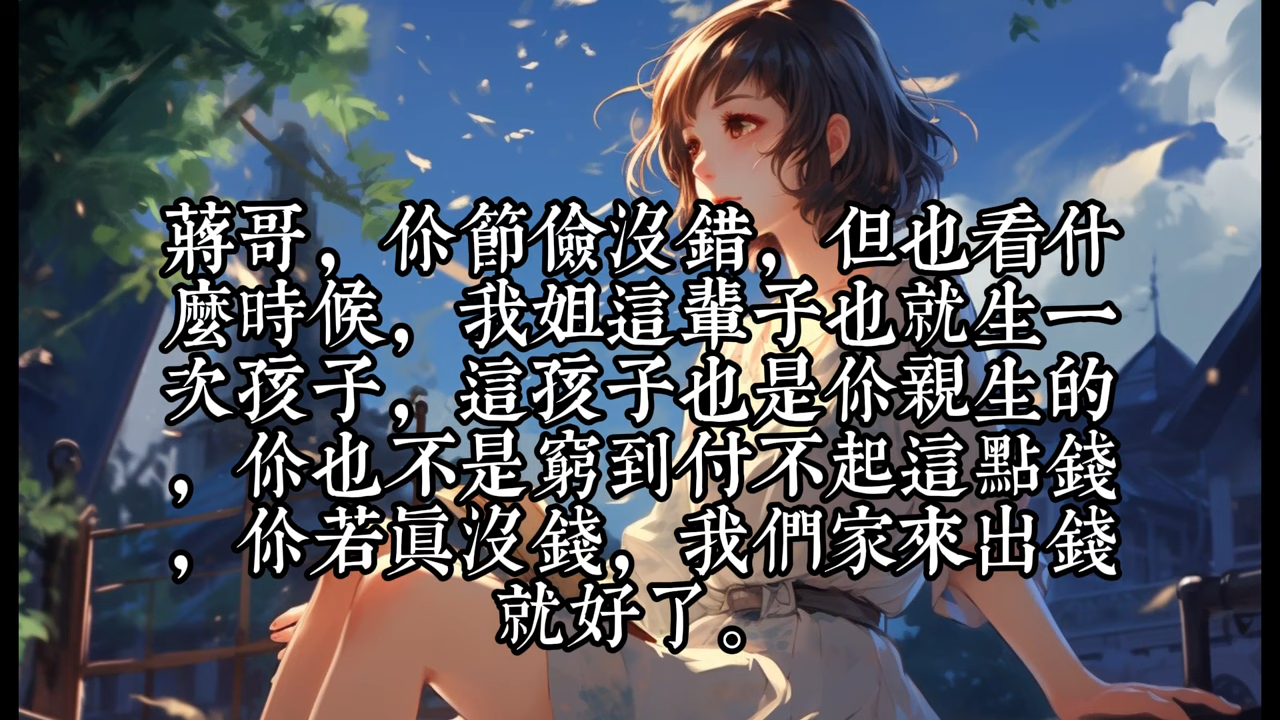 蔣哥，你節儉沒錯，但也看什
麼時候，我姐這輩子也就生一
次孩子，這孩子也是你親生的
，你也不是窮到付不起這點錢
，你若真沒錢，我們家來出錢
就好了。